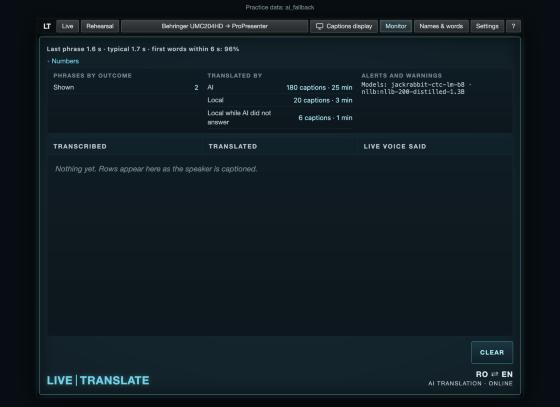 Practice data: ai_fallback
LT Live Rehearsal Behringer UMC204HD → ProPresenter Captions display Monitor Names & words Settings ?
Last phrase 1.6 s · typical 1.7 s · first words within 6 s: 96%
Numbers
PHRASES BY OUTCOME
Shown 2
TRANSLATED BY
AI 180 captions · 25 min
Local 20 captions · 3 min
Local while AI did not
answer 6 captions · 1 min
ALERTS AND WARNINGS
Models: jackrabbit-ctc-lm-b8 ·
nllb:nllb-200-distilled-1.3B
TRANSCRIBED TRANSLATED LIVE VOICE SAID
Nothing yet. Rows appear here as the speaker is captioned.
CLEAR
LIVE|TRANSLATE
RO ⇄ EN
AI TRANSLATION · ONLINE